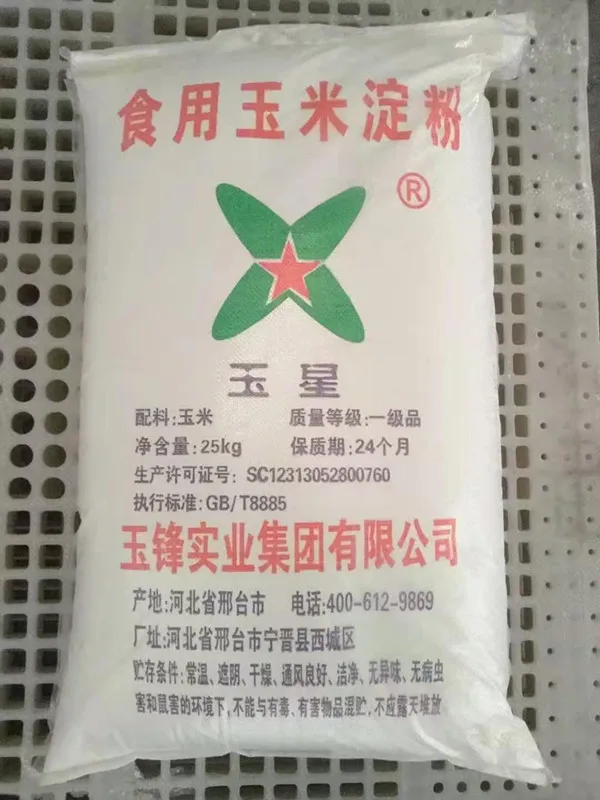 食用玉米淀粉
®
玉星
配料:玉米 质量等级:一级品
净含量:25kg 保质期:24个月
生产许可证号: SC12313052800760
执行标准:GB/T8885
玉锋实业集团有限公司
产地:河北省邢台市 电话:400-612-9869
厂址:河北省邢台市宁晋县西城区
贮存条件:常温、遮阴、干燥、通风良好、洁净、无异味、无病虫
害和鼠害的环境下,不能与有毒、有害物品混贮,不应露天堆放